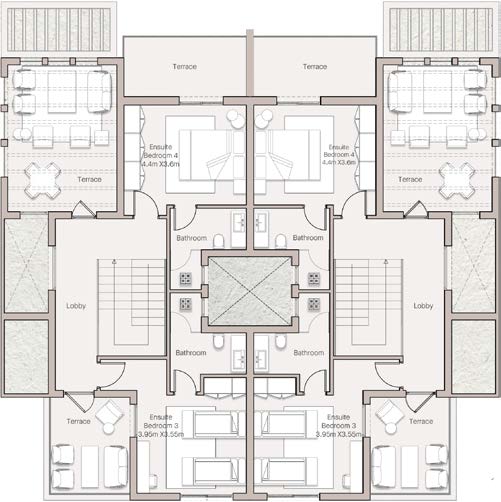 Terrace
Terrace
Ensuite
Bedroom 4
4.4m X3.6m
Ensuite
Bedroom 4
4.4m X3.6m
Terrace
Terrace
Bathroom
Bathroom
Lobby
Lobby
Bathroom
Bathroom
Terrace
Ensuite
Bedroom 3
3.95m X3.55m
Ensuite
Bedroom 3
3.95m X3.55m
Terrace